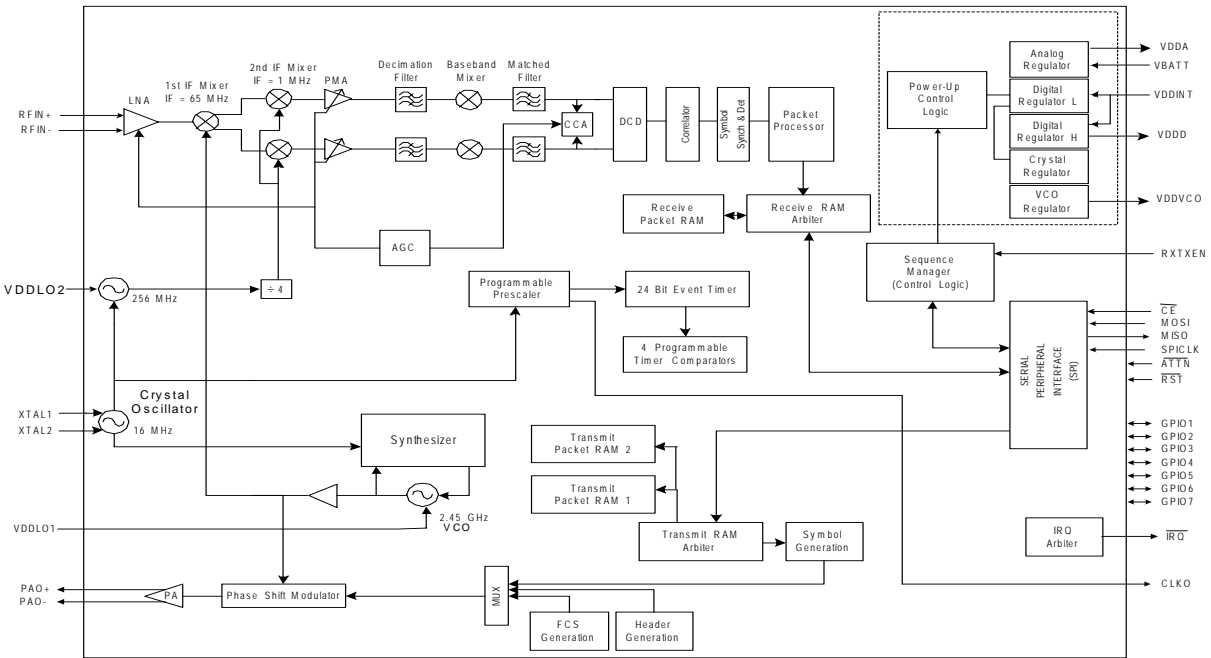 RFIN+
RFIN-
LNA
1st IF Mixer
IF = 65 MHz
2nd IF Mixer
IF = 1 MHz
PMA
Decimation
Filter
Baseband
Mixer
Matched
Filter
CCA
DCD
Correlator
Symbol
Synch & Det
Packet
Processor
Power-Up
Control
Logic
Analog
Regulator
Digital
Regulator L
Digital
Regulator H
Crystal
Regulator
VCO
Regulator
VDDA
VBATT
VDDINT
VDDD
VDDVCO
Receive
Packet RAM
Receive RAM
Arbiter
AGC
Sequence
Manager
(Control Logic)
RXTXEN
VDDLO2
256 MHz
÷ 4
Programmable
Prescaler
24 Bit Event Timer
4 Programmable
Timer Comparators
SERIAL
PERIPHERAL
INTERFACE
(SPI)
CE
MOSI
MISO
SPICLK
ATTN
RST
Crystal
Oscillator
XTAL1
XTAL2
16 MHz
Synthesizer
Transmit
Packet RAM 2
Transmit
Packet RAM 1
GPIO1
GPIO2
GPIO3
GPIO4
GPIO5
GPIO6
GPIO7
2.45 GHz
VCO
VDDLO1
Transmit RAM
Arbiter
Symbol
Generation
IRQ
Arbiter
IRQ
CLKO
PAO+
PAO-
PA
Phase Shift Modulator
MUX
FCS
Generation
Header
Generation